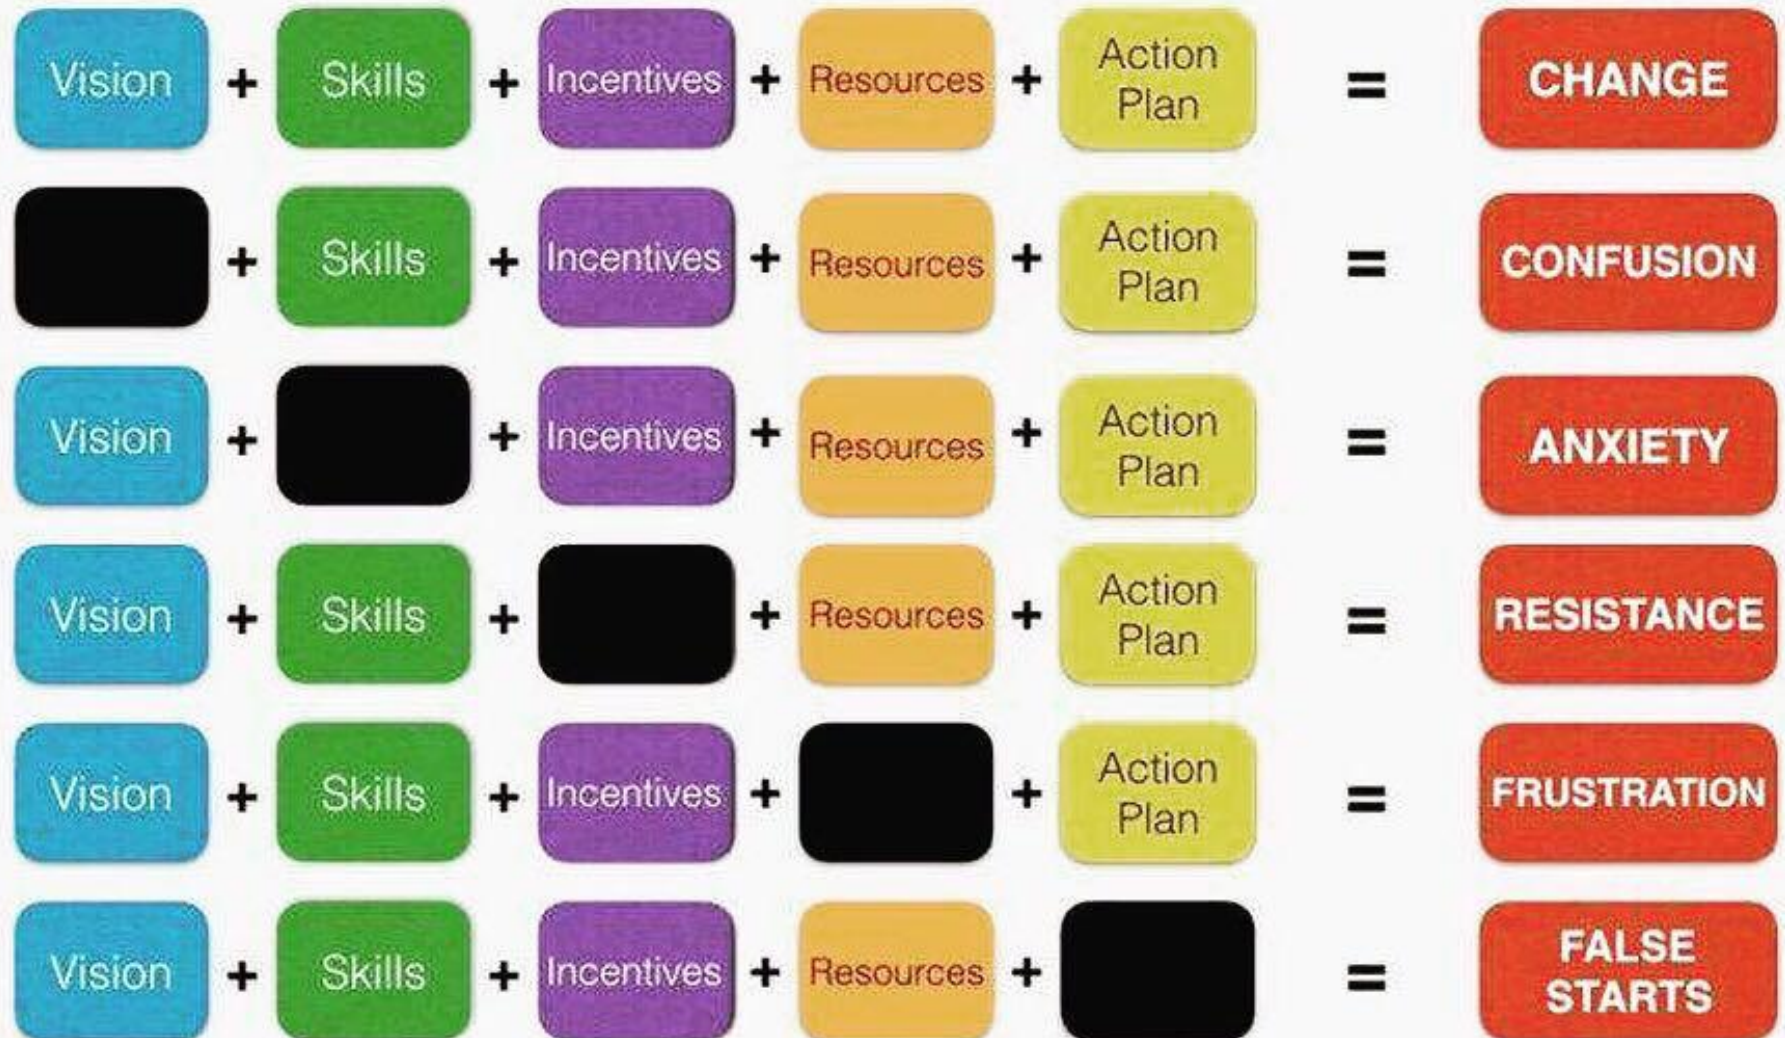 Vision + Skills + Incentives + Resources + Action Plan = CHANGE
+ Skills + Incentives + Resources + Action Plan = CONFUSION
Vision + + Incentives + Resources + Action Plan = ANXIETY
Vision + Skills + + Resources + Action Plan = RESISTANCE
Vision + Skills + Incentives + + Action Plan = FRUSTRATION
Vision + Skills + Incentives + Resources + = FALSE STARTS